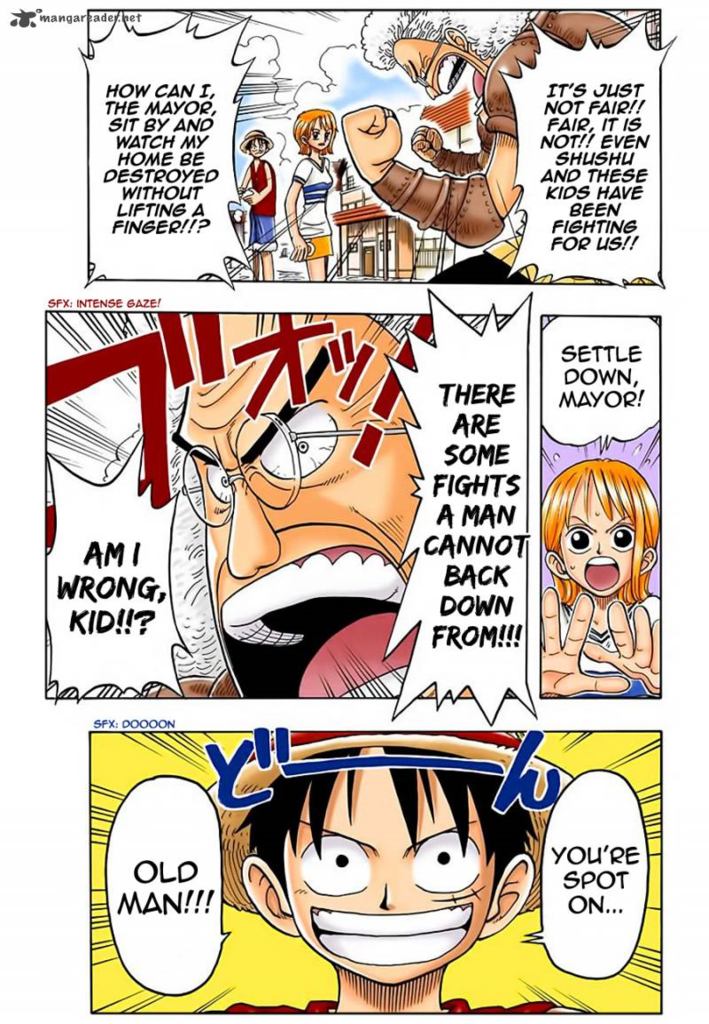 mangareader.net
IT'S JUST
NOT FAIR!!
FAIR, IT IS
NOT!! EVEN
SHUSHU
AND THESE
KIDS HAVE
BEEN
FIGHTING
FOR US!!
HOW CAN I,
THE MAYOR,
SIT BY AND
WATCH MY
HOME BE
DESTROYED
WITHOUT
LIFTING A
FINGER!!?
SFX: INTENSE GAZE!
SETTLE
DOWN,
MAYOR!
THERE
ARE
SOME
FIGHTS
A MAN
CANNOT
BACK
DOWN
FROM!!!
ギャッ!!
AM I
WRONG,
KID!!?
SFX: DOOOON
どーん
YOU'RE
SPOT
ON...
OLD
MAN!!!